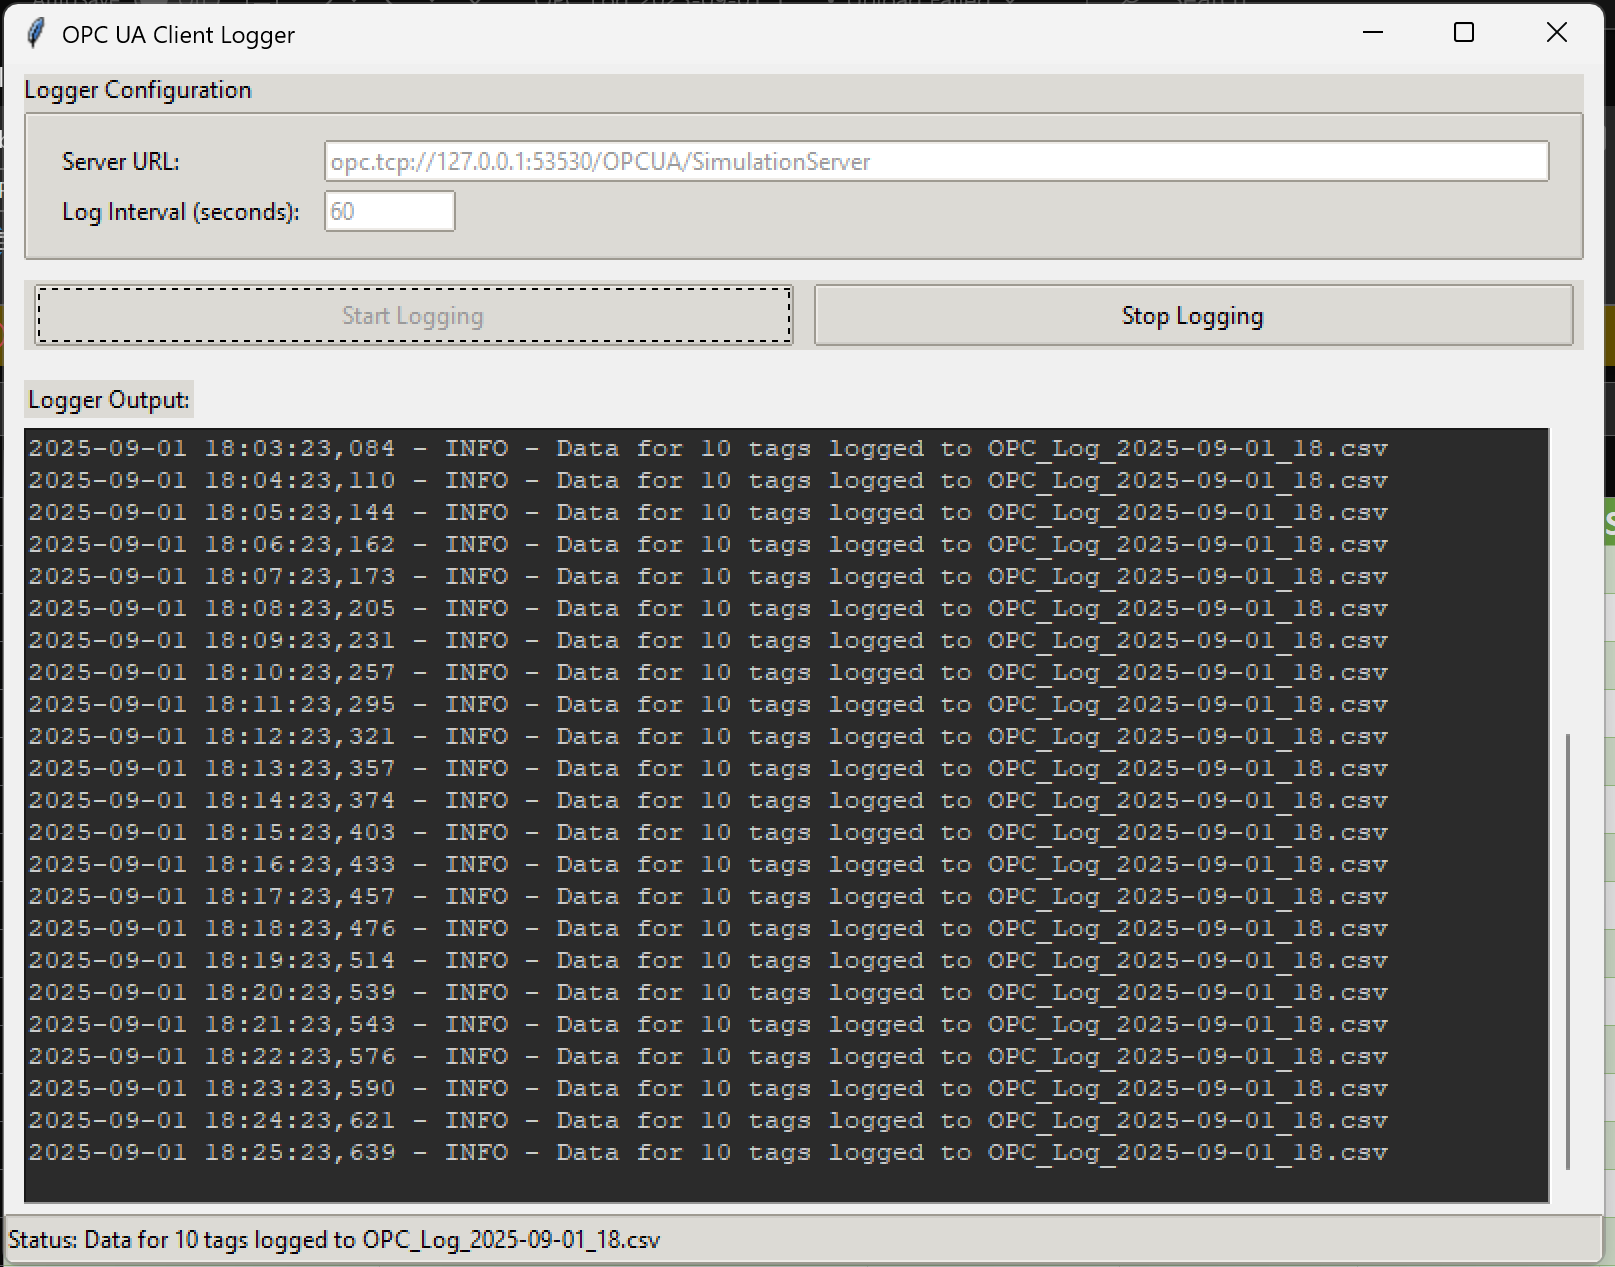 OPC UA Client Logger
Logger Configuration
Server URL: opc.tcp://127.0.0.1:53530/OPCUA/SimulationServer
Log Interval (seconds): 60
Start Logging Stop Logging
Logger Output:
2025-09-01 18:03:23,084 - INFO - Data for 10 tags logged to OPC_Log_2025-09-01_18.csv
2025-09-01 18:04:23,110 - INFO - Data for 10 tags logged to OPC_Log_2025-09-01_18.csv
2025-09-01 18:05:23,144 - INFO - Data for 10 tags logged to OPC_Log_2025-09-01_18.csv
2025-09-01 18:06:23,162 - INFO - Data for 10 tags logged to OPC_Log_2025-09-01_18.csv
2025-09-01 18:07:23,173 - INFO - Data for 10 tags logged to OPC_Log_2025-09-01_18.csv
2025-09-01 18:08:23,205 - INFO - Data for 10 tags logged to OPC_Log_2025-09-01_18.csv
2025-09-01 18:09:23,231 - INFO - Data for 10 tags logged to OPC_Log_2025-09-01_18.csv
2025-09-01 18:10:23,257 - INFO - Data for 10 tags logged to OPC_Log_2025-09-01_18.csv
2025-09-01 18:11:23,295 - INFO - Data for 10 tags logged to OPC_Log_2025-09-01_18.csv
2025-09-01 18:12:23,321 - INFO - Data for 10 tags logged to OPC_Log_2025-09-01_18.csv
2025-09-01 18:13:23,357 - INFO - Data for 10 tags logged to OPC_Log_2025-09-01_18.csv
2025-09-01 18:14:23,374 - INFO - Data for 10 tags logged to OPC_Log_2025-09-01_18.csv
2025-09-01 18:15:23,403 - INFO - Data for 10 tags logged to OPC_Log_2025-09-01_18.csv
2025-09-01 18:16:23,433 - INFO - Data for 10 tags logged to OPC_Log_2025-09-01_18.csv
2025-09-01 18:17:23,457 - INFO - Data for 10 tags logged to OPC_Log_2025-09-01_18.csv
2025-09-01 18:18:23,476 - INFO - Data for 10 tags logged to OPC_Log_2025-09-01_18.csv
2025-09-01 18:19:23,514 - INFO - Data for 10 tags logged to OPC_Log_2025-09-01_18.csv
2025-09-01 18:20:23,539 - INFO - Data for 10 tags logged to OPC_Log_2025-09-01_18.csv
2025-09-01 18:21:23,543 - INFO - Data for 10 tags logged to OPC_Log_2025-09-01_18.csv
2025-09-01 18:22:23,576 - INFO - Data for 10 tags logged to OPC_Log_2025-09-01_18.csv
2025-09-01 18:23:23,590 - INFO - Data for 10 tags logged to OPC_Log_2025-09-01_18.csv
2025-09-01 18:24:23,621 - INFO - Data for 10 tags logged to OPC_Log_2025-09-01_18.csv
2025-09-01 18:25:23,639 - INFO - Data for 10 tags logged to OPC_Log_2025-09-01_18.csv
Status: Data for 10 tags logged to OPC_Log_2025-09-01_18.csv